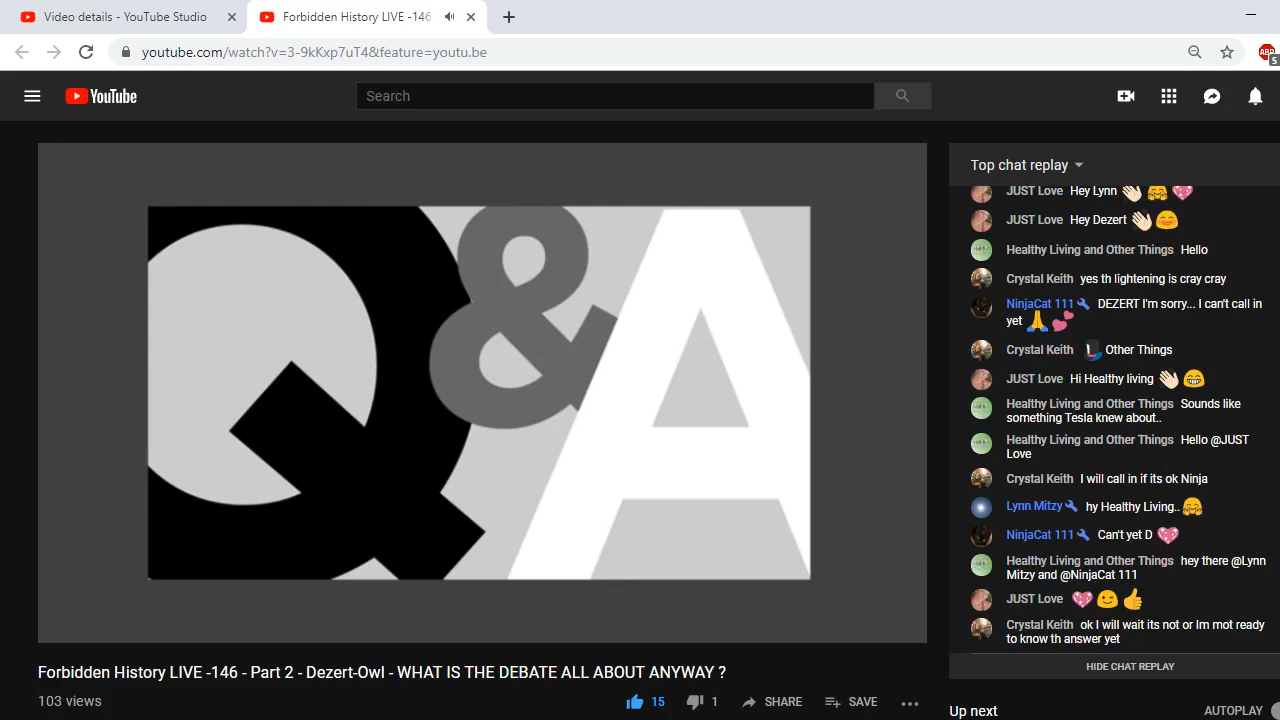 Video details - YouTube Studio
Forbidden History LIVE -146
youtube.com/watch?v=3-9kKxp7uT4&feature=youtu.be
ABP
5
YouTube
Search
Q&A
Forbidden History LIVE -146 - Part 2 - Dezert-Owl - WHAT IS THE DEBATE ALL ABOUT ANYWAY ?
103 views
15
1
SHARE
SAVE
Top chat replay
JUST Love Hey Lynn 👋🏻 🤗 💖
JUST Love Hey Dezert 👋🏻 😄
Healthy Living and Other Things Hello
Crystal Keith yes th lightening is cray cray
NinjaCat 111 DEZERT I'm sorry... I can't call in
yet 🙏 💕
Crystal Keith Other Things
JUST Love Hi Healthy living 👋🏻 😁
Healthy Living and Other Things Sounds like
something Tesla knew about..
Healthy Living and Other Things Hello @JUST
Love
Crystal Keith I will call in if its ok Ninja
Lynn Mitzy hy Healthy Living.. 🤗
NinjaCat 111 Can't yet D 💖
Healthy Living and Other Things hey there @Lynn
Mitzy and @NinjaCat 111
JUST Love 💖 😉 👍
Crystal Keith ok I will wait its not or Im mot ready
to know th answer yet
HIDE CHAT REPLAY
Up next
AUTOPLAY